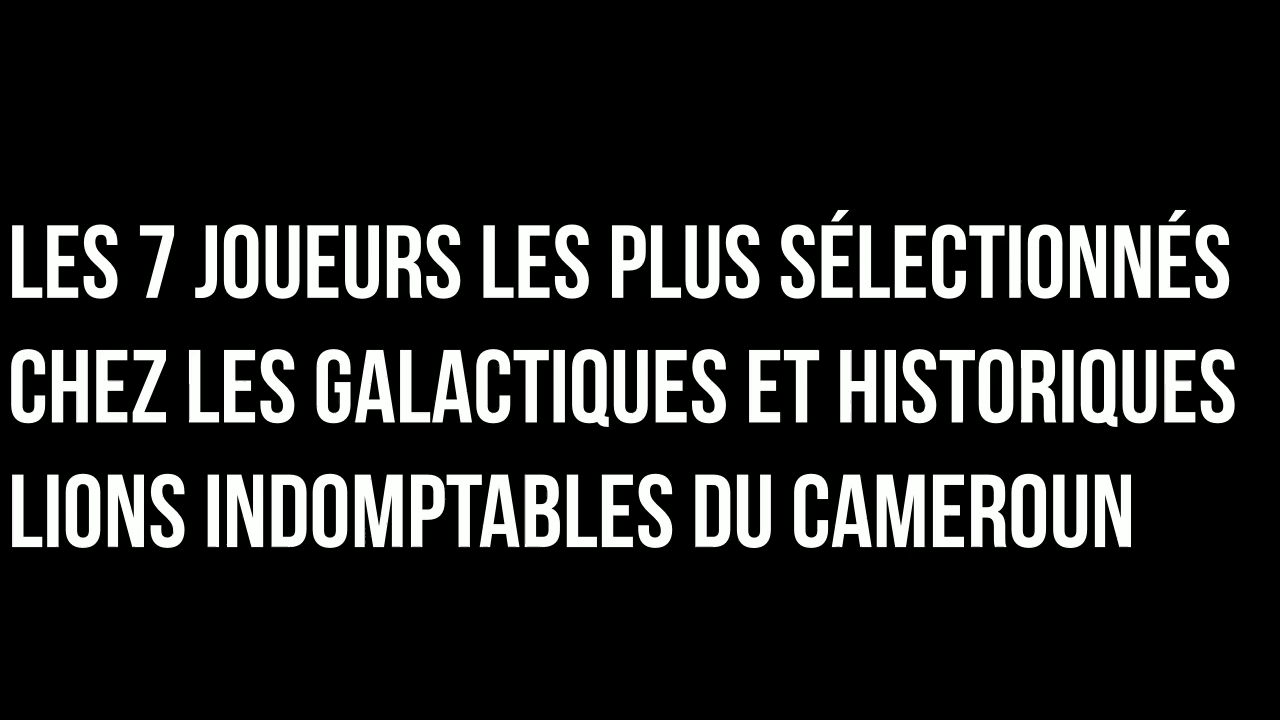 LES 7 JOUEURS LES PLUS SÉLECTIONNÉS
CHEZ LES GALACTIQUES ET HISTORIQUES
LIONS INDOMPTABLES DU CAMEROUN